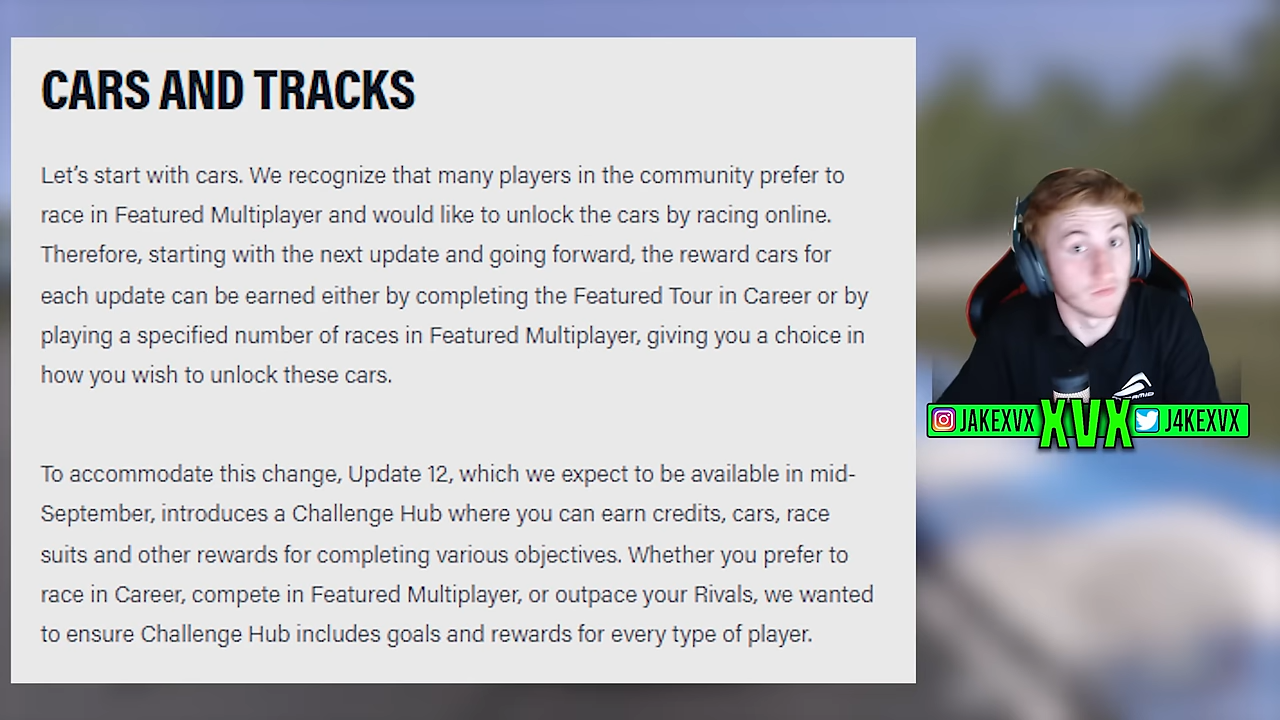 CARS AND TRACKS
Let’s start with cars. We recognize that many players in the community prefer to
race in Featured Multiplayer and would like to unlock the cars by racing online.
Therefore, starting with the next update and going forward, the reward cars for
each update can be earned either by completing the Featured Tour in Career or by
playing a specified number of races in Featured Multiplayer, giving you a choice in
how you wish to unlock these cars.
To accommodate this change, Update 12, which we expect to be available in mid-
September, introduces a Challenge Hub where you can earn credits, cars, race
suits and other rewards for completing various objectives. Whether you prefer to
race in Career, compete in Featured Multiplayer, or outpace your Rivals, we wanted
to ensure Challenge Hub includes goals and rewards for every type of player.
JAKEXVX XVX J4KEXVX